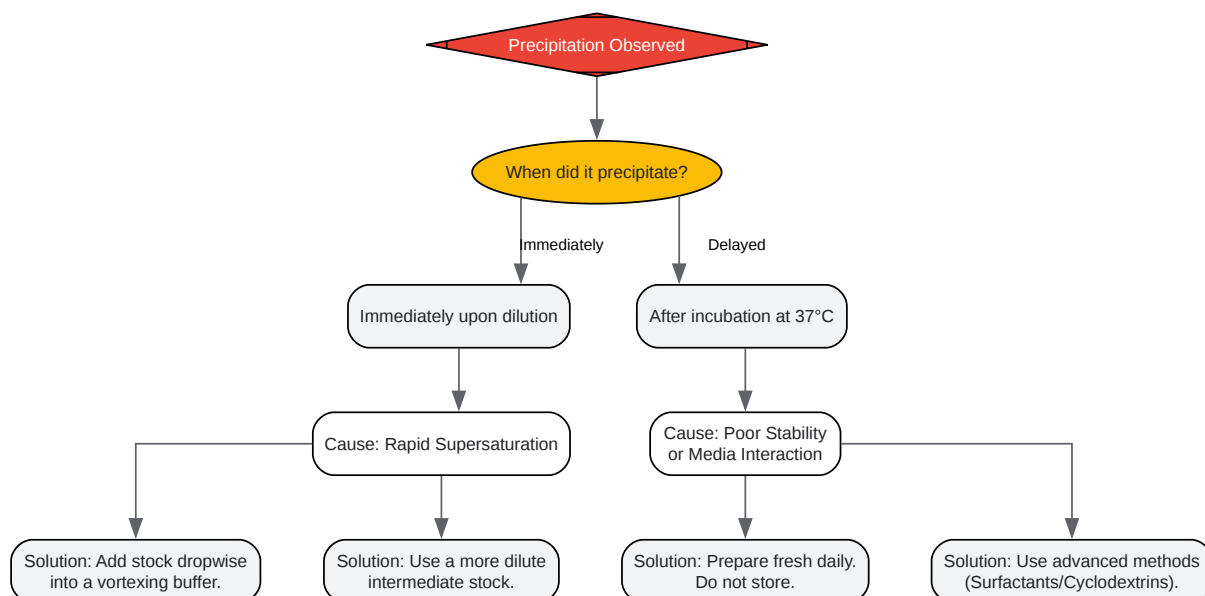 Precipitation Observed
When did it precipitate?
Immediately
Delayed
Immediately upon dilution
After incubation at 37°C
Cause: Rapid Supersaturation
Cause: Poor Stability
or Media Interaction
Solution: Add stock dropwise
into a vortexing buffer.
Solution: Use a more dilute
intermediate stock.
Solution: Prepare fresh daily.
Do not store.
Solution: Use advanced methods
(Surfactants/Cyclodextrins).